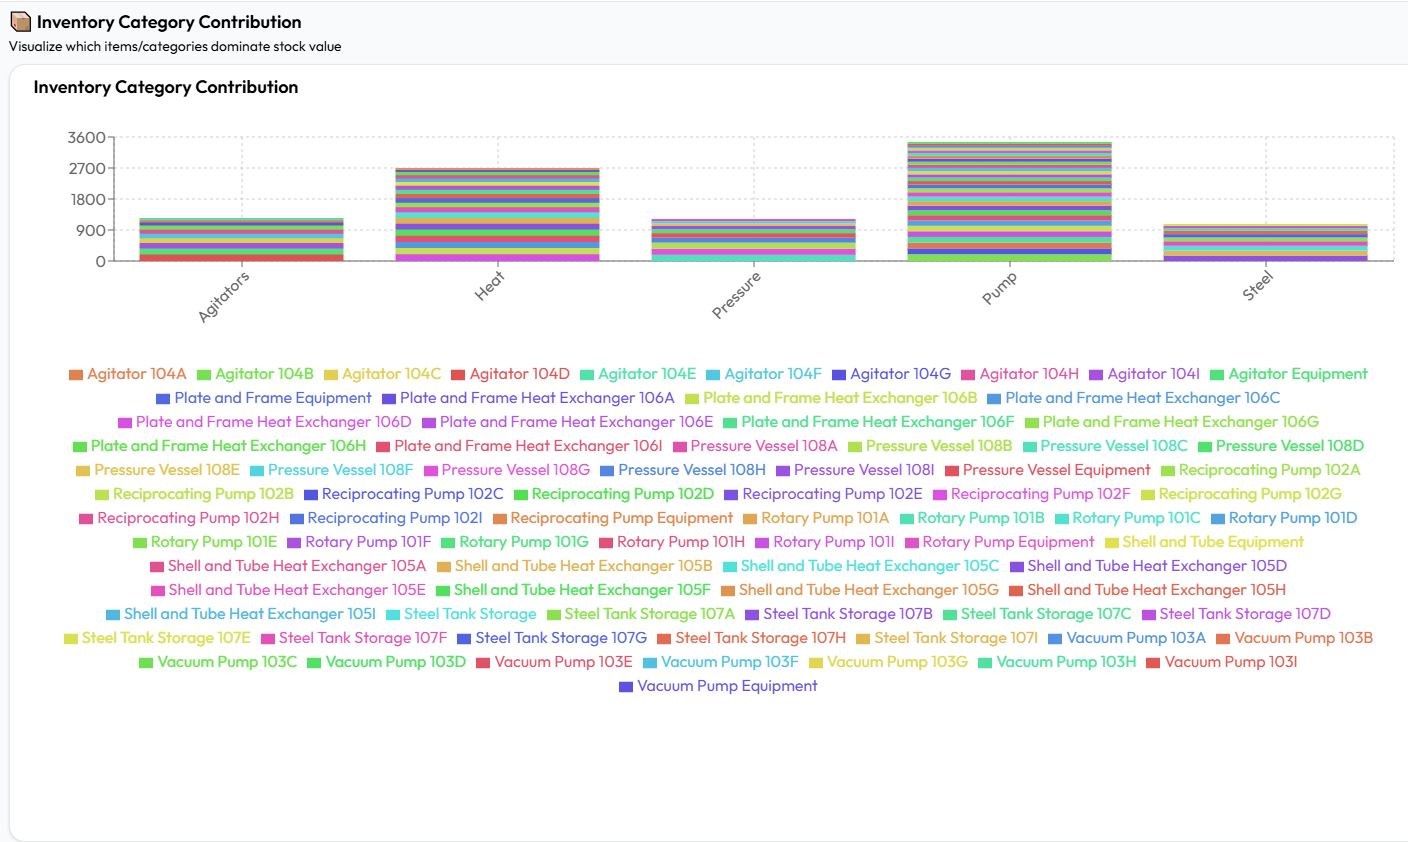 Inventory Category Contribution
Visualize which items/categories dominate stock value
Inventory Category Contribution
3600
2700
1800
900
0
Agitators
Heat
Pressure
Pump
Steel
Agitator 104A Agitator 104B Agitator 104C Agitator 104D Agitator 104E Agitator 104F Agitator 104G Agitator 104H Agitator 104I Agitator Equipment
Plate and Frame Equipment Plate and Frame Heat Exchanger 106A Plate and Frame Heat Exchanger 106B Plate and Frame Heat Exchanger 106C
Plate and Frame Heat Exchanger 106D Plate and Frame Heat Exchanger 106E Plate and Frame Heat Exchanger 106F Plate and Frame Heat Exchanger 106G
Plate and Frame Heat Exchanger 106H Plate and Frame Heat Exchanger 106I Pressure Vessel 108A Pressure Vessel 108B Pressure Vessel 108C Pressure Vessel 108D
Pressure Vessel 108E Pressure Vessel 108F Pressure Vessel 108G Pressure Vessel 108H Pressure Vessel 108I Pressure Vessel Equipment Reciprocating Pump 102A
Reciprocating Pump 102B Reciprocating Pump 102C Reciprocating Pump 102D Reciprocating Pump 102E Reciprocating Pump 102F Reciprocating Pump 102G
Reciprocating Pump 102H Reciprocating Pump 102I Reciprocating Pump Equipment Rotary Pump 101A Rotary Pump 101B Rotary Pump 101C Rotary Pump 101D
Rotary Pump 101E Rotary Pump 101F Rotary Pump 101G Rotary Pump 101H Rotary Pump 101I Rotary Pump Equipment Shell and Tube Equipment
Shell and Tube Heat Exchanger 105A Shell and Tube Heat Exchanger 105B Shell and Tube Heat Exchanger 105C Shell and Tube Heat Exchanger 105D
Shell and Tube Heat Exchanger 105E Shell and Tube Heat Exchanger 105F Shell and Tube Heat Exchanger 105G Shell and Tube Heat Exchanger 105H
Shell and Tube Heat Exchanger 105I Steel Tank Storage Steel Tank Storage 107A Steel Tank Storage 107B Steel Tank Storage 107C Steel Tank Storage 107D
Steel Tank Storage 107E Steel Tank Storage 107F Steel Tank Storage 107G Steel Tank Storage 107H Steel Tank Storage 107I Vacuum Pump 103A Vacuum Pump 103B
Vacuum Pump 103C Vacuum Pump 103D Vacuum Pump 103E Vacuum Pump 103F Vacuum Pump 103G Vacuum Pump 103H Vacuum Pump 103I
Vacuum Pump Equipment